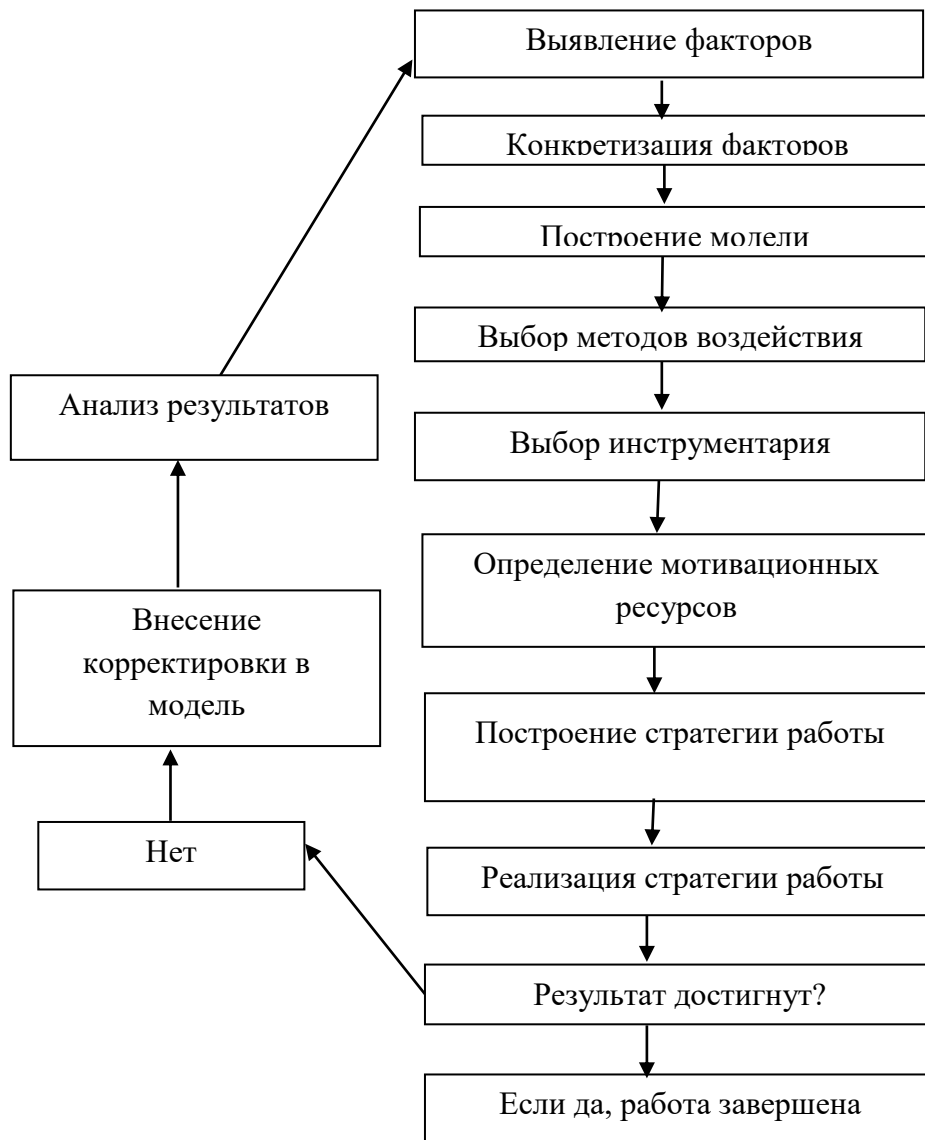 Выявление факторов
Конкретизация факторов
Построение модели
Выбор методов воздействия
Выбор инструментария
Определение мотивационных
ресурсов
Построение стратегии работы
Реализация стратегии работы
Результат достигнут?
Если да, работа завершена
Нет
Внесение
корректировки в
модель
Анализ результатов